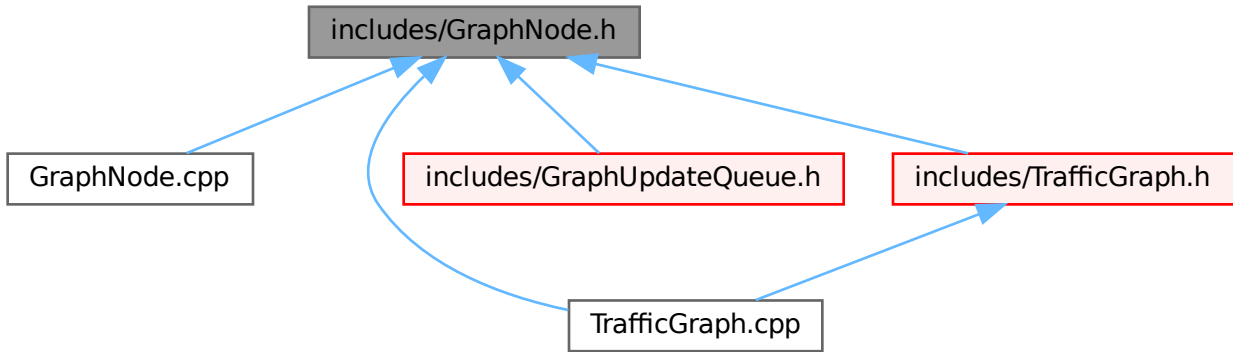 includes/GraphNode.h
GraphNode.cpp
includes/GraphUpdateQueue.h
includes/TrafficGraph.h
TrafficGraph.cpp